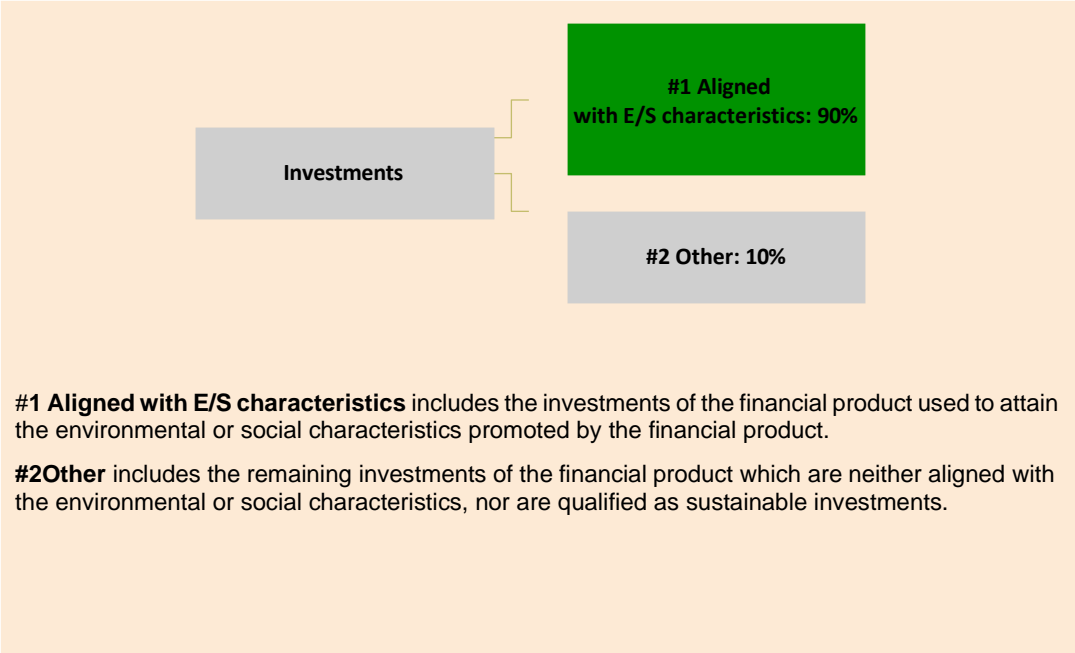 #1 Aligned
with E/S characteristics: 90%
Investments
#2 Other: 10%
#1 Aligned with E/S characteristics includes the investments of the financial product used to attain
the environmental or social characteristics promoted by the financial product.
#2Other includes the remaining investments of the financial product which are neither aligned with
the environmental or social characteristics, nor are qualified as sustainable investments.